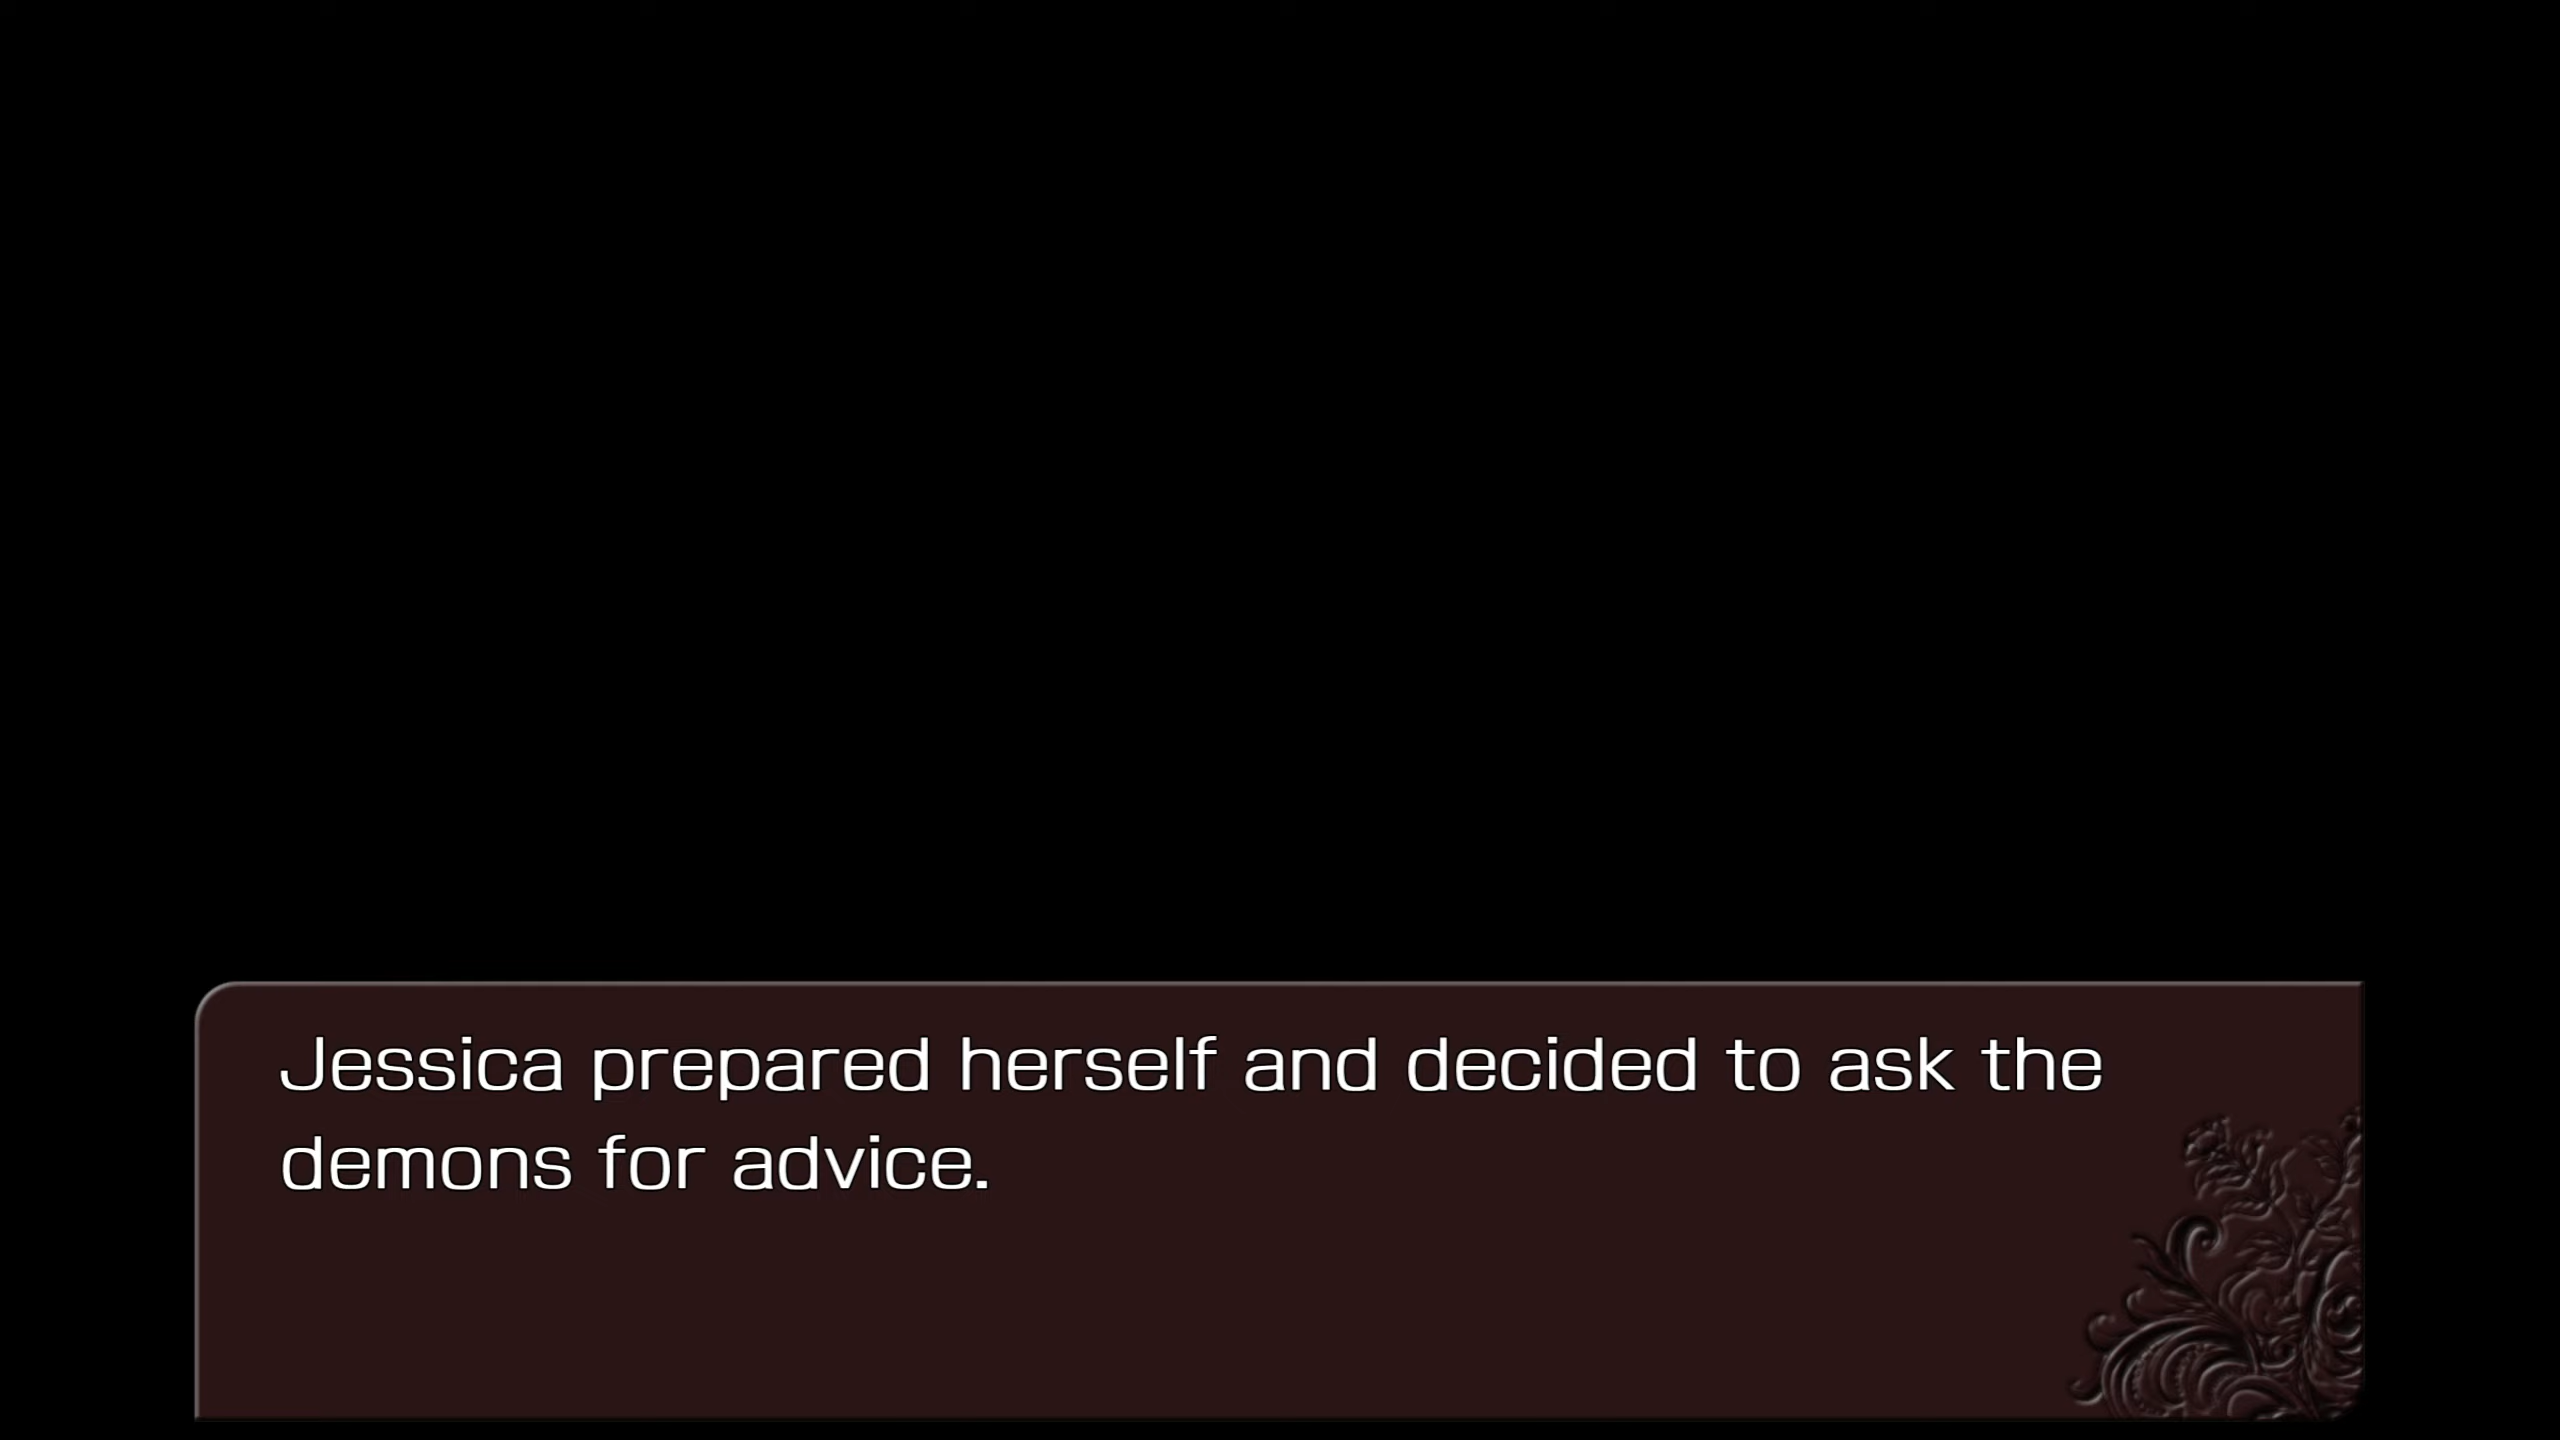 Jessica prepared herself and decided to ask the
demons for advice.